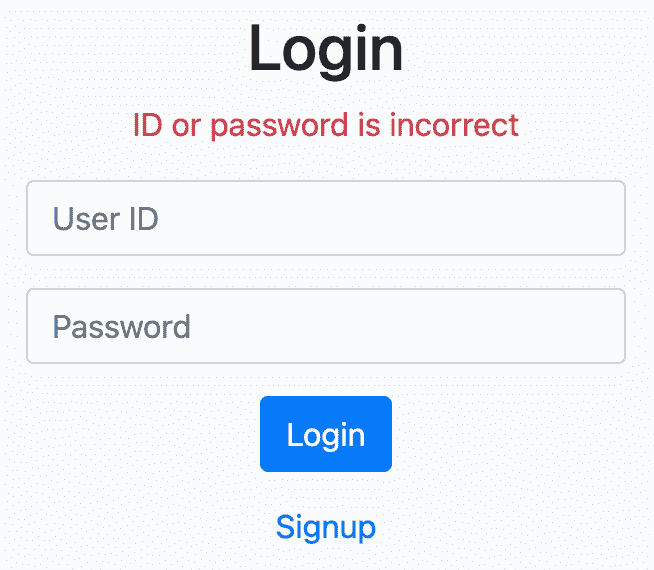 Login
ID or password is incorrect
User ID
Password
Login
Signup